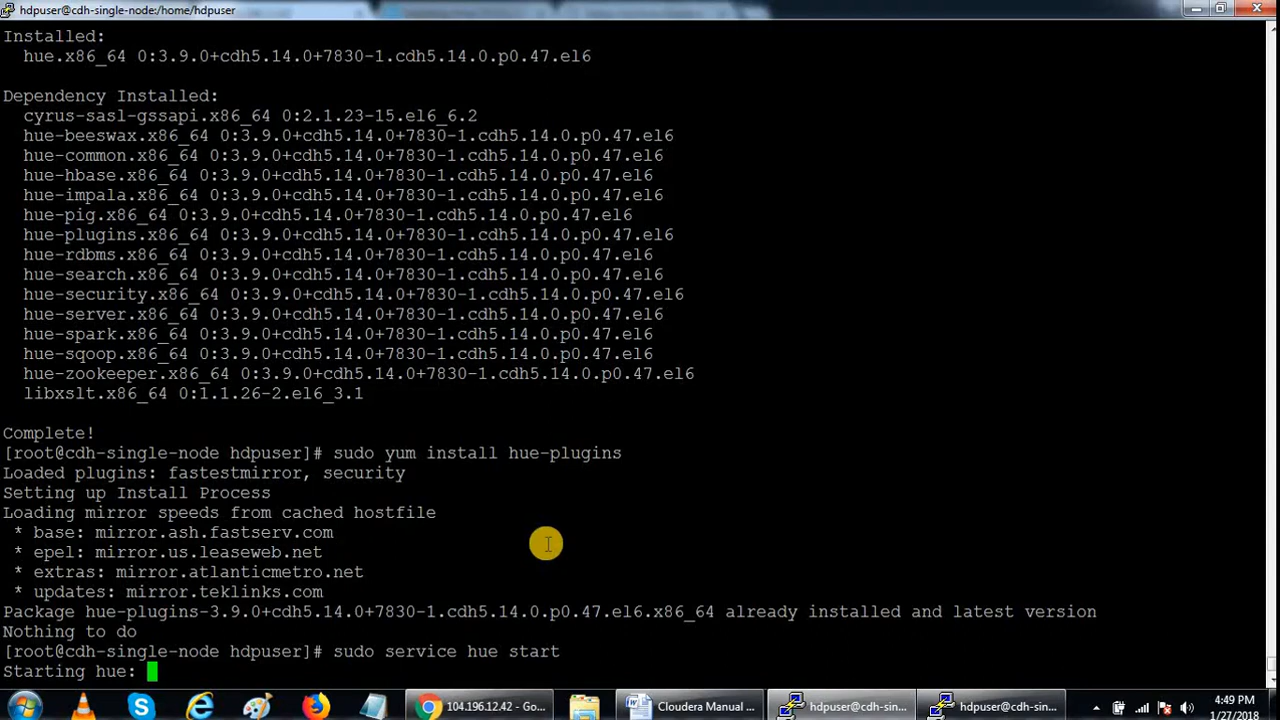 hdpuser@cdh-single-node:/home/hdpuser
Installed:
hue.x86_64 0:3.9.0+cdh5.14.0+7830-1.cdh5.14.0.p0.47.el6
Dependency Installed:
cyrus-sasl-gssapi.x86_64 0:2.1.23-15.el6_6.2
hue-beeswax.x86_64 0:3.9.0+cdh5.14.0+7830-1.cdh5.14.0.p0.47.el6
hue-common.x86_64 0:3.9.0+cdh5.14.0+7830-1.cdh5.14.0.p0.47.el6
hue-hbase.x86_64 0:3.9.0+cdh5.14.0+7830-1.cdh5.14.0.p0.47.el6
hue-impala.x86_64 0:3.9.0+cdh5.14.0+7830-1.cdh5.14.0.p0.47.el6
hue-pig.x86_64 0:3.9.0+cdh5.14.0+7830-1.cdh5.14.0.p0.47.el6
hue-plugins.x86_64 0:3.9.0+cdh5.14.0+7830-1.cdh5.14.0.p0.47.el6
hue-rdbms.x86_64 0:3.9.0+cdh5.14.0+7830-1.cdh5.14.0.p0.47.el6
hue-search.x86_64 0:3.9.0+cdh5.14.0+7830-1.cdh5.14.0.p0.47.el6
hue-security.x86_64 0:3.9.0+cdh5.14.0+7830-1.cdh5.14.0.p0.47.el6
hue-server.x86_64 0:3.9.0+cdh5.14.0+7830-1.cdh5.14.0.p0.47.el6
hue-spark.x86_64 0:3.9.0+cdh5.14.0+7830-1.cdh5.14.0.p0.47.el6
hue-sqoop.x86_64 0:3.9.0+cdh5.14.0+7830-1.cdh5.14.0.p0.47.el6
hue-zookeeper.x86_64 0:3.9.0+cdh5.14.0+7830-1.cdh5.14.0.p0.47.el6
libxslt.x86_64 0:1.1.26-2.el6_3.1
Complete!
[root@cdh-single-node hdpuser]# sudo yum install hue-plugins
Loaded plugins: fastestmirror, security
Setting up Install Process
Loading mirror speeds from cached hostfile
* base: mirror.ash.fastserv.com
* epel: mirror.us.leaseweb.net
* extras: mirror.atlanticmetro.net
* updates: mirror.teklinks.com
Package hue-plugins-3.9.0+cdh5.14.0+7830-1.cdh5.14.0.p0.47.el6.x86_64 already installed and latest version
Nothing to do
[root@cdh-single-node hdpuser]# sudo service hue start
Starting hue:
104.196.12.42 - Go...
Cloudera Manual ...
hdpuser@cdh-sin...
hdpuser@cdh-sin...
4:49 PM
1/27/2018